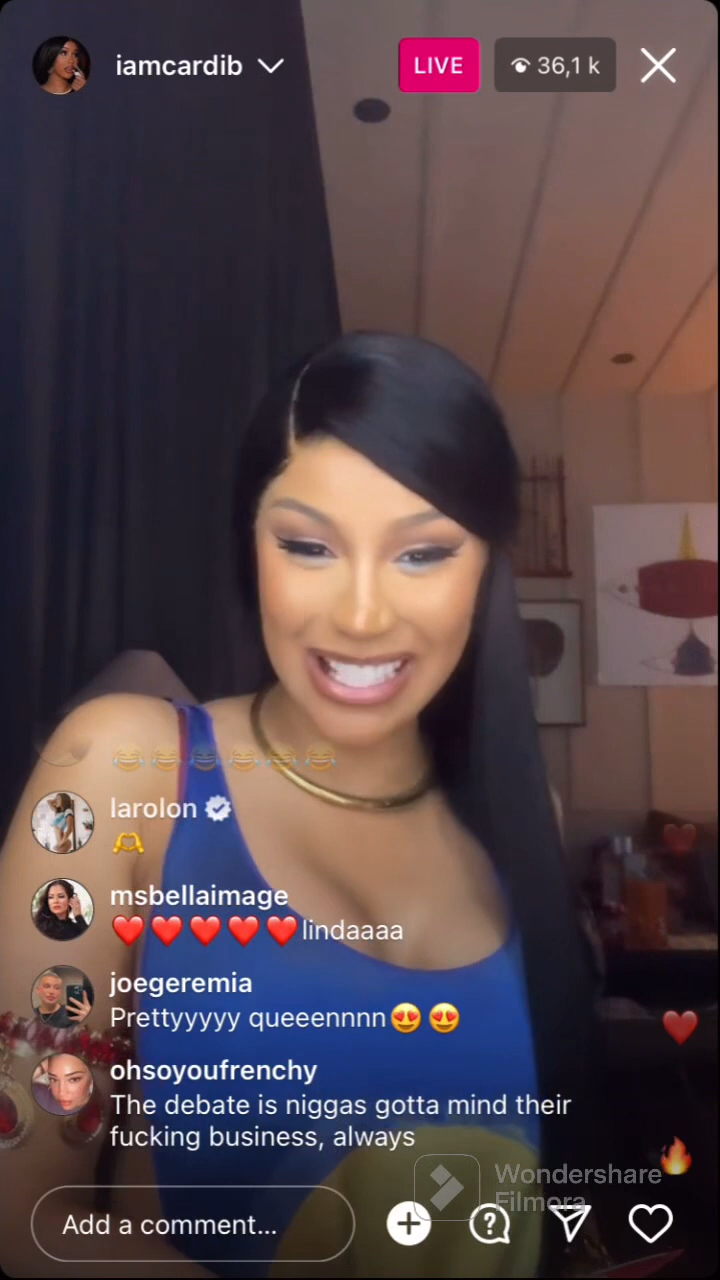 iamcardib
LIVE
36,1 k
😂😂😂😂😂😂
larolon
🫶
msbellaimage
❤️❤️❤️❤️❤️lindaaaa
joegeremia
Prettyyyyy queeennnn😍😍
ohsoyoufrenchy
The debate is niggas gotta mind their
fucking business, always
Wondershare
Filmora
Add a comment...